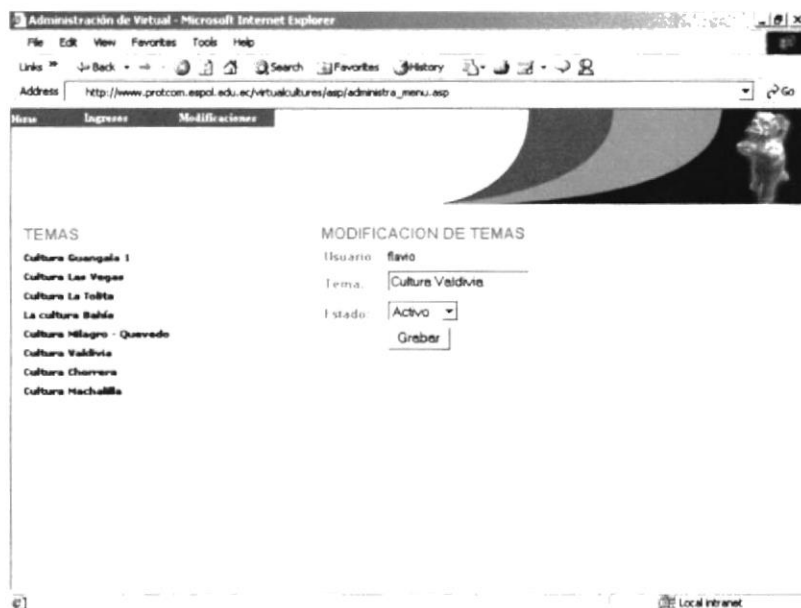 Administración de Virtual - Microsoft Internet Explorer
File Edit View Favorites Tools Help
Links » Back Search Favorites History
Address http://www.protcom.espol.edu.ec/virtualcultures/asp/administra_menu.asp Go
Home Ingresos Modificaciones
TEMAS
Cultura Guangala 1
Cultura Las Vegas
Cultura La Tolita
La cultura Bahía
Cultura Milagro - Quevedo
Cultura Valdivia
Cultura Chorrera
Cultura Machalilla
MODIFICACION DE TEMAS
Usuario: flavio
Tema: Cultura Valdivia
Estado: Activo
Grabar
Local intranet